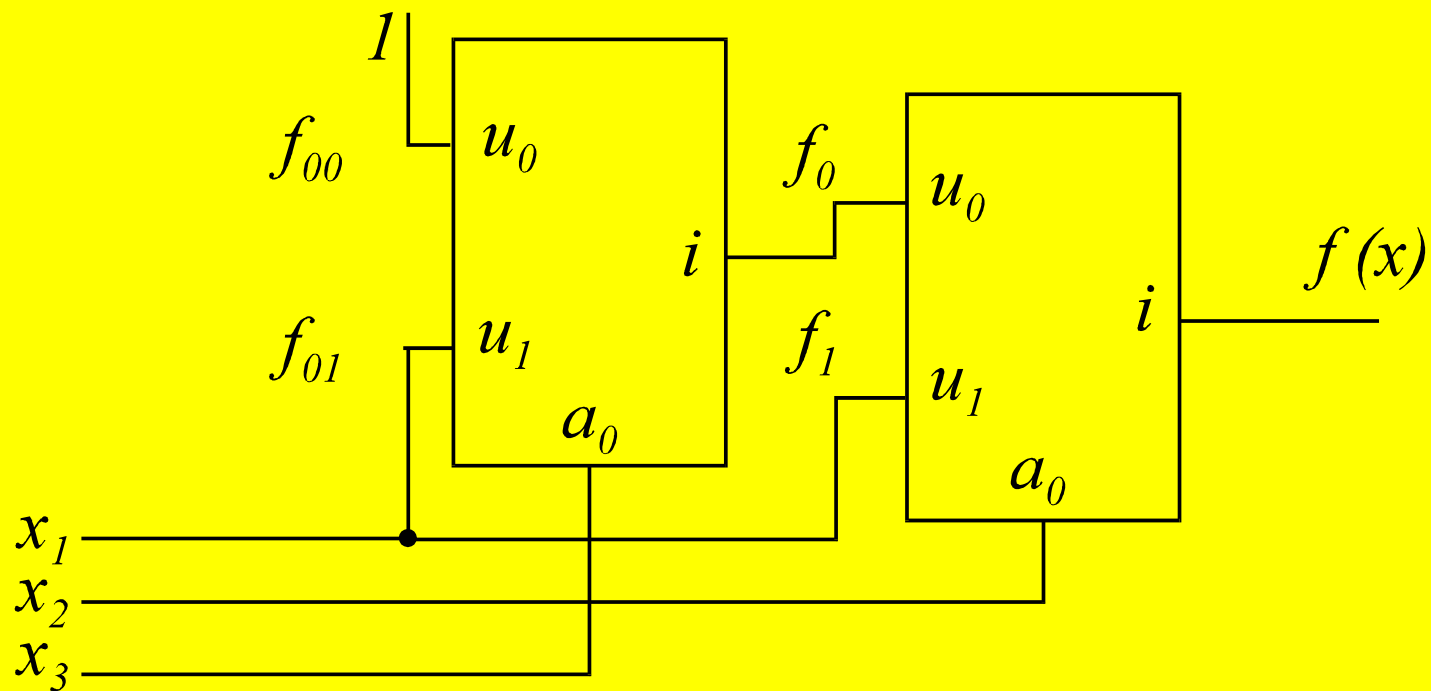 1
f₀₀
u₀
f₀
u₀
i
f (x)
f₀₁
u₁
f₁
i
u₁
a₀
a₀
x₁
x₂
x₃